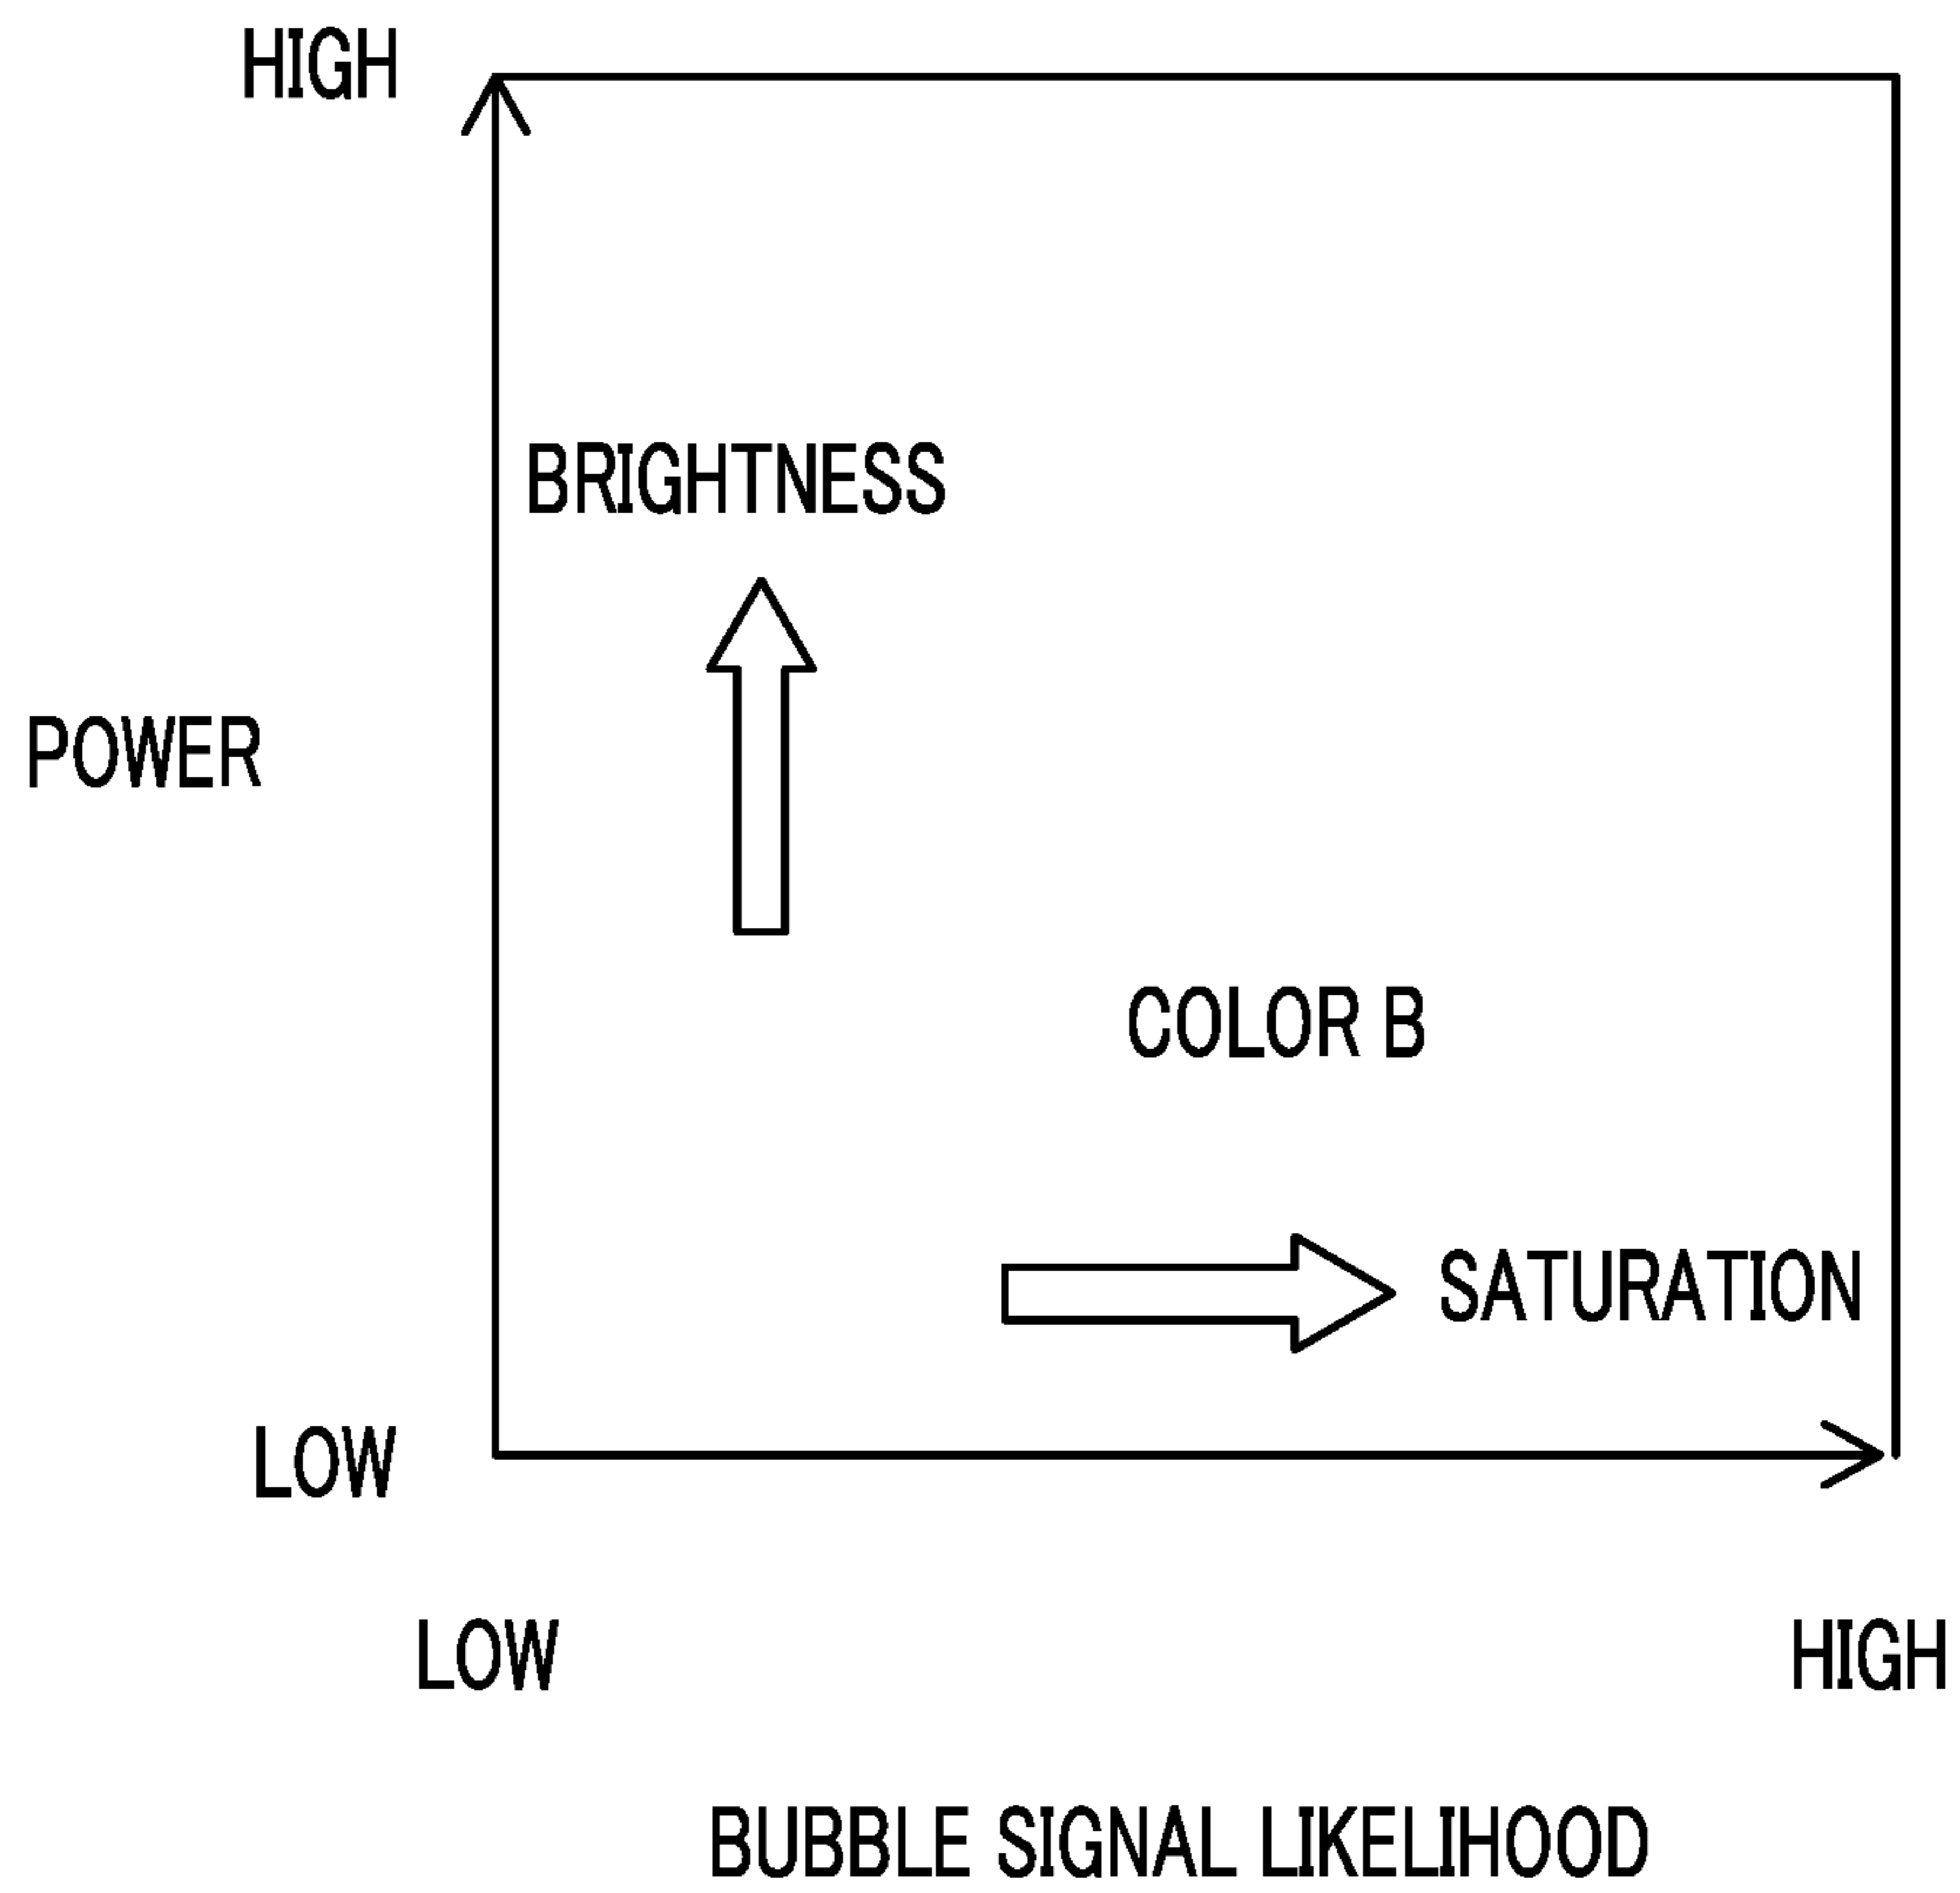 HIGH
BRIGHTNESS
POWER
COLOR B
SATURATION
LOW
LOW
HIGH
BUBBLE SIGNAL LIKELIHOOD